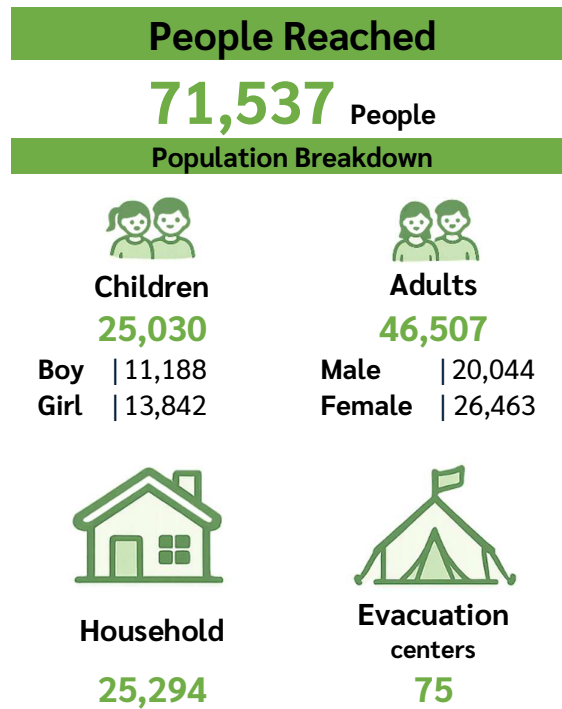 People Reached
71,537 People
Population Breakdown
Children
25,030
Boy | 11,188
Girl | 13,842
Adults
46,507
Male | 20,044
Female | 26,463
Household
25,294
Evacuation
centers
75